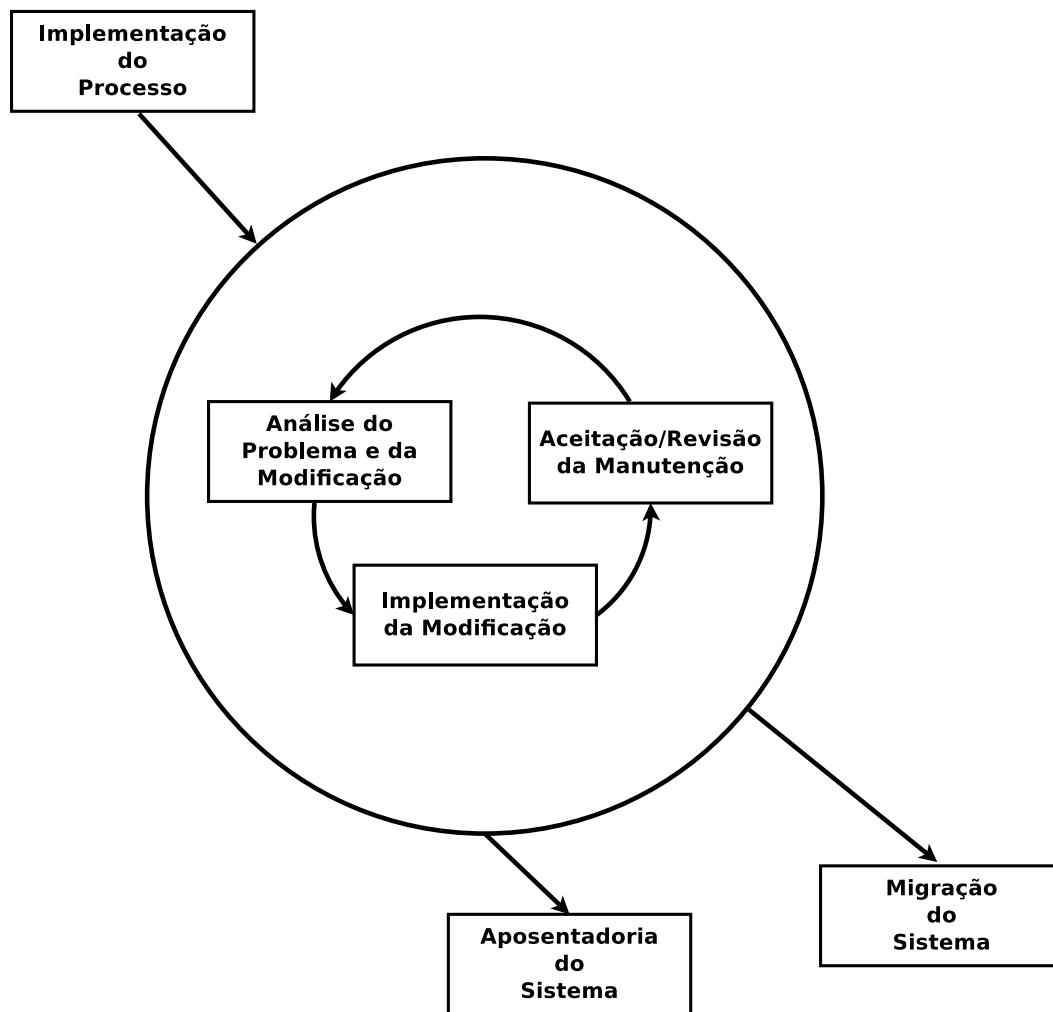 Implementação
do
Processo
Análise do
Problema e da
Modificação
Aceitação/Revisão
da Manutenção
Implementação
da Modificação
Migração
do
Sistema
Aposentadoria
do
Sistema